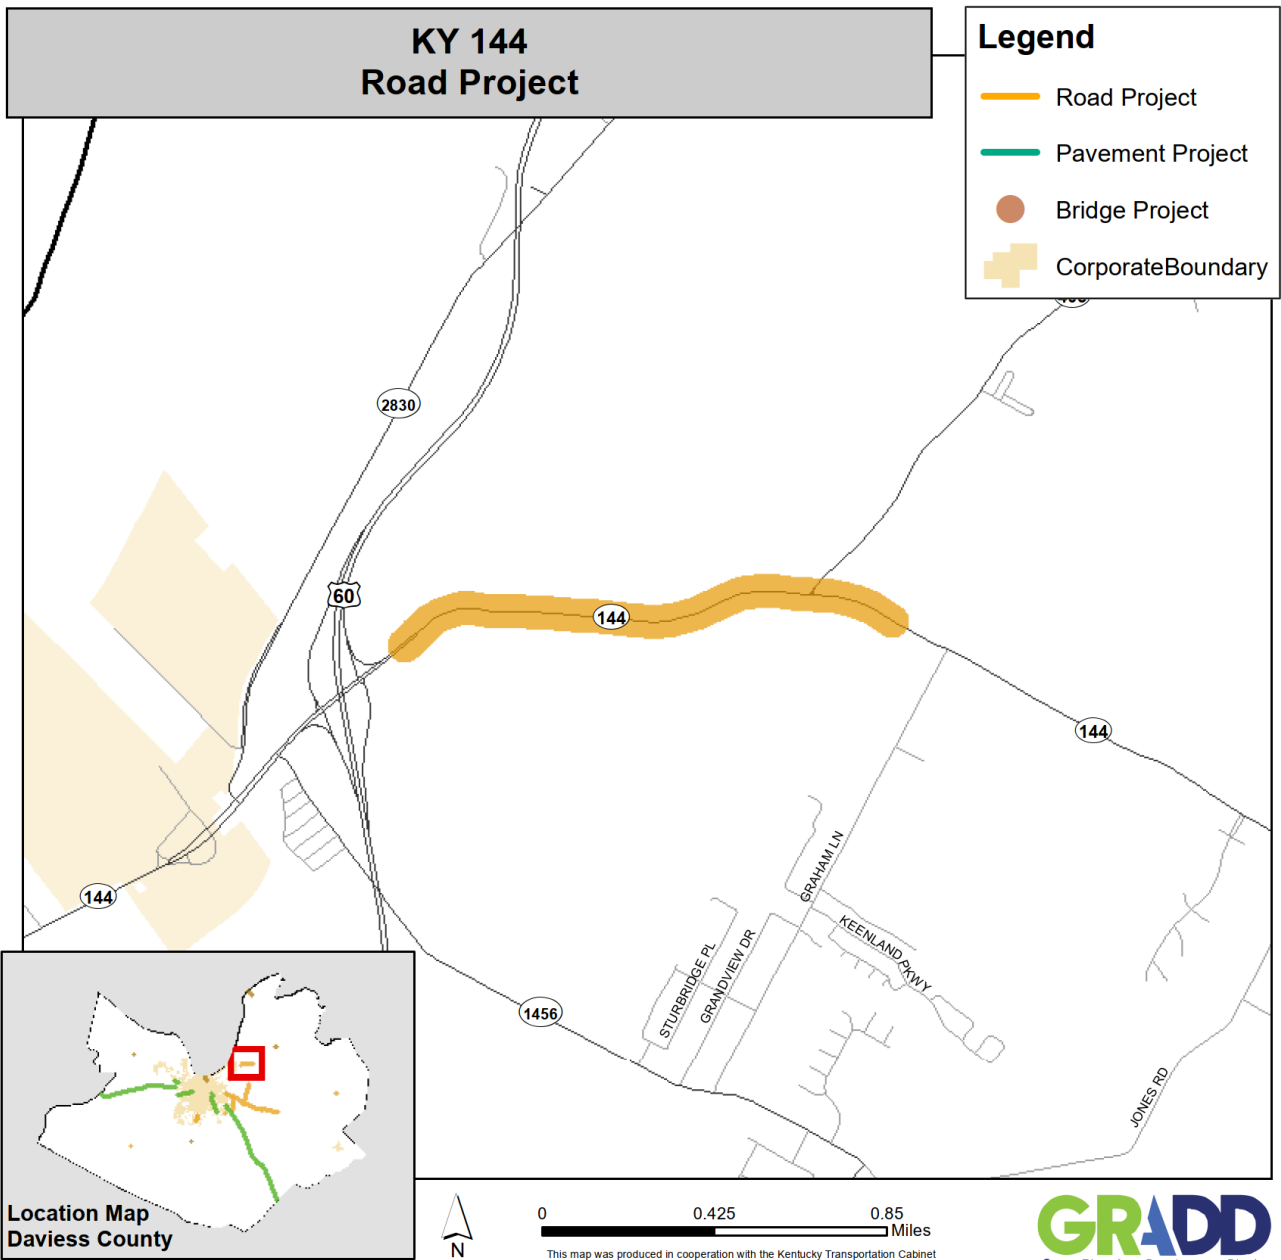 KY 144
Road Project
Legend
Road Project
Pavement Project
Bridge Project
CorporateBoundary
2830
60
144
144
144
GRAHAM LN
KEENLAND PKWY
STURBRIDGE PL
GRANDVIEW DR
1456
JONES RD
Location Map
Daviess County
N
0 0.425 0.85
Miles
This map was produced in cooperation with the Kentucky Transportation Cabinet
GRADD